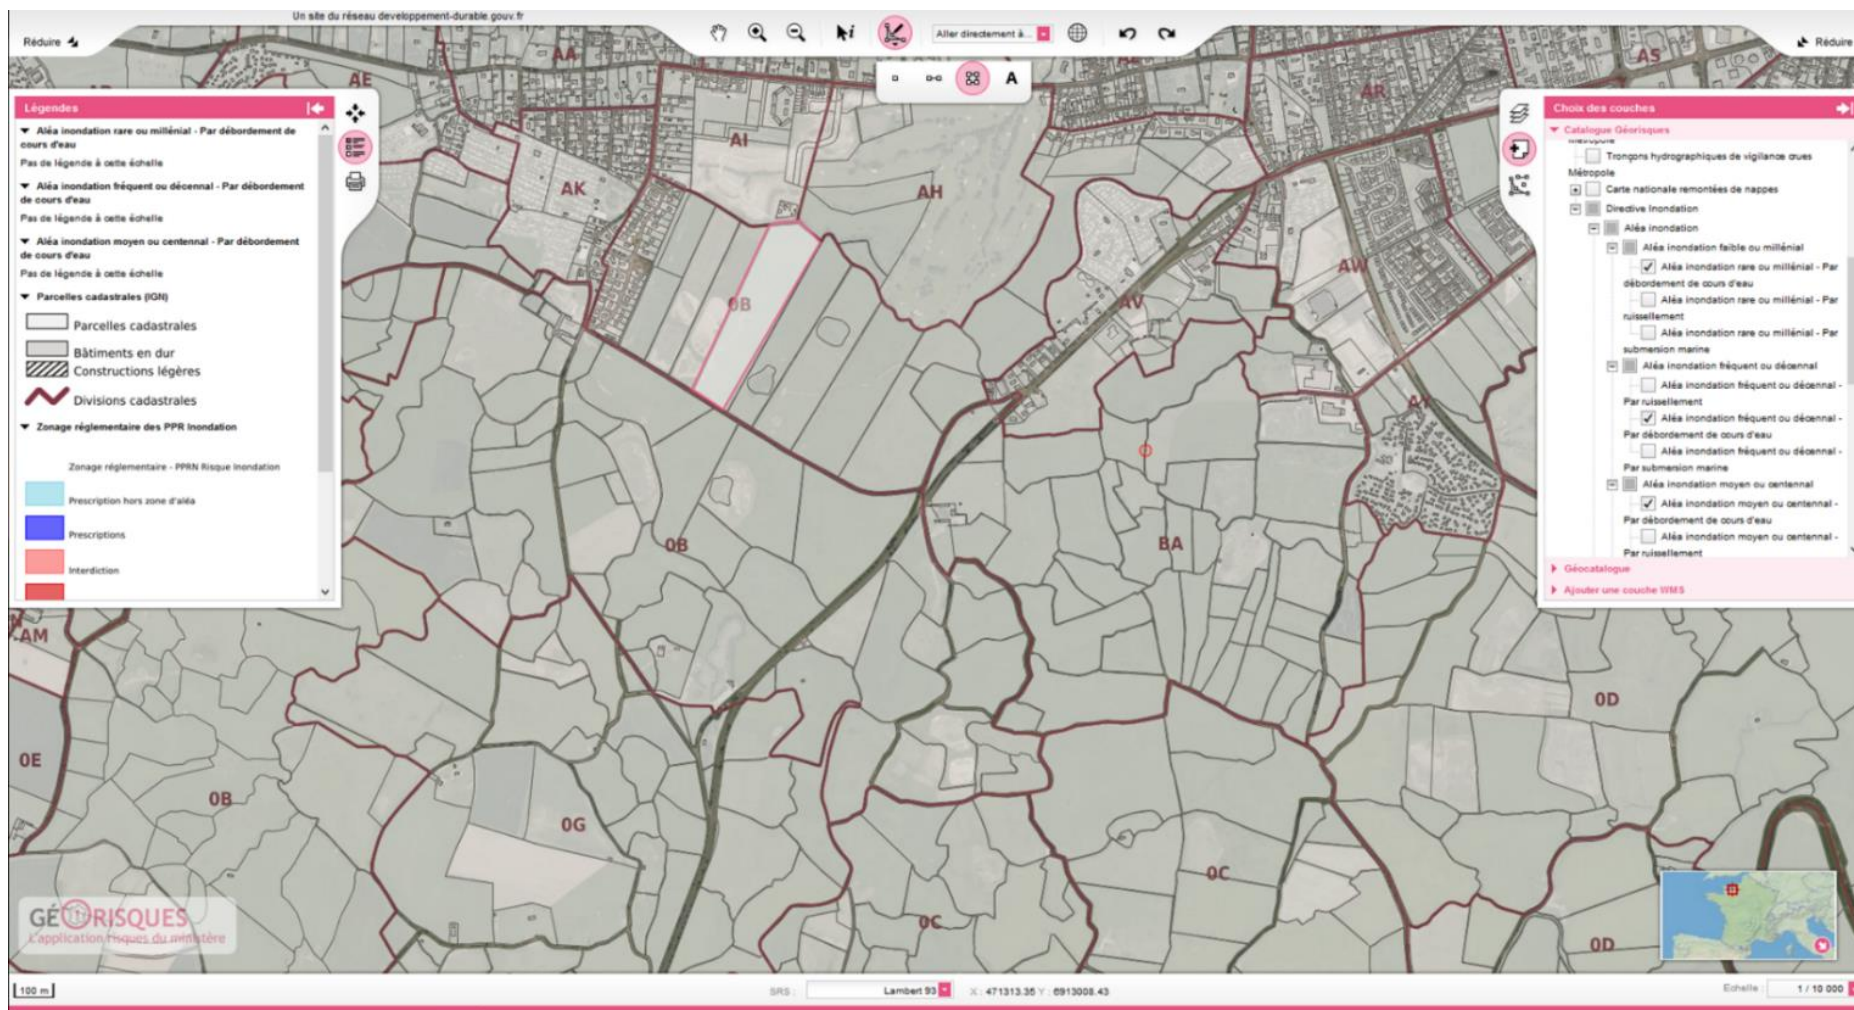 Un site du réseau developpement-durable.gouv.fr
Réduire
Aller directement à...
Réduire
A
Légendes
Aléa inondation rare ou millénial - Par débordement de
cours d'eau
Pas de légende à cette échelle
Aléa inondation fréquent ou décennal - Par débordement
de cours d'eau
Pas de légende à cette échelle
Aléa inondation moyen ou centennal - Par débordement
de cours d'eau
Pas de légende à cette échelle
Parcelles cadastrales (IGN)
Parcelles cadastrales
Bâtiments en dur
Constructions légères
Divisions cadastrales
Zonage réglementaire des PPR Inondation
Zonage réglementaire - PPRN Risque Inondation
Prescription hors zone d'aléa
Prescriptions
Interdiction
Choix des couches
Catalogue Géorisques
Métropole
Tronçons hydrographiques de vigilance crues
Métropole
Carte nationale remontées de nappes
Directive Inondation
Aléa inondation
Aléa inondation faible ou millénial
Aléa inondation rare ou millénial - Par
débordement de cours d'eau
Aléa inondation rare ou millénial - Par
ruissellement
Aléa inondation rare ou millénial - Par
submersion marine
Aléa inondation fréquent ou décennal
Aléa inondation fréquent ou décennal -
Par ruissellement
Aléa inondation fréquent ou décennal -
Par débordement de cours d'eau
Aléa inondation fréquent ou décennal -
Par submersion marine
Aléa inondation moyen ou centennal
Aléa inondation moyen ou centennal -
Par débordement de cours d'eau
Aléa inondation moyen ou centennal -
Par ruissellement
Géocatalogue
Ajouter une couche WMS
AA
AE
AS
AR
AI
AK
AH
AW
0B
AV
AY
0B
BA
AM
0D
0E
0B
0G
0C
0C
0D
GÉORISQUES
L'application risques du ministère
100 m
SRS :
Lambert 93
X : 471313.35 Y : 6913008.43
Echelle :
1 / 10 000